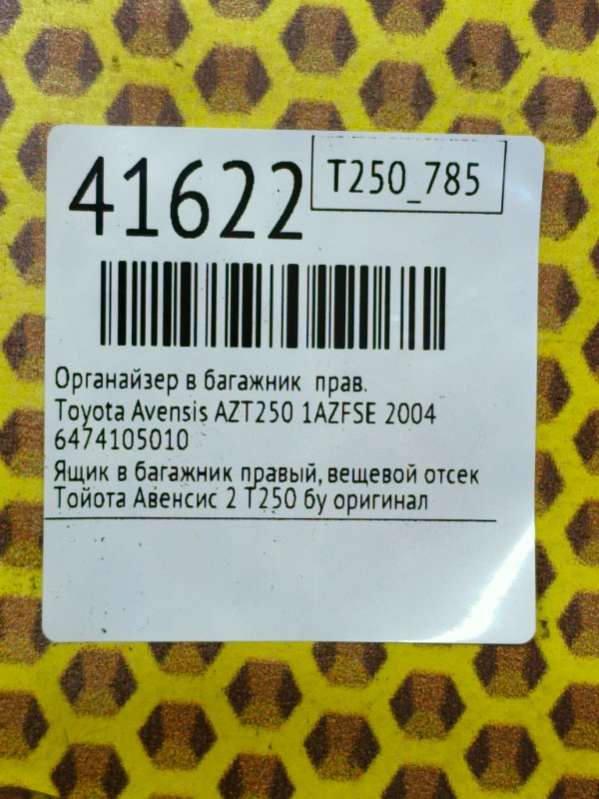 41622
T250_785
Органайзер в багажник прав.
Toyota Avensis AZT250 1AZFSE 2004
6474105010
Ящик в багажник правый, вещевой отсек
Тойота Авенсис 2 Т250 бу оригинал